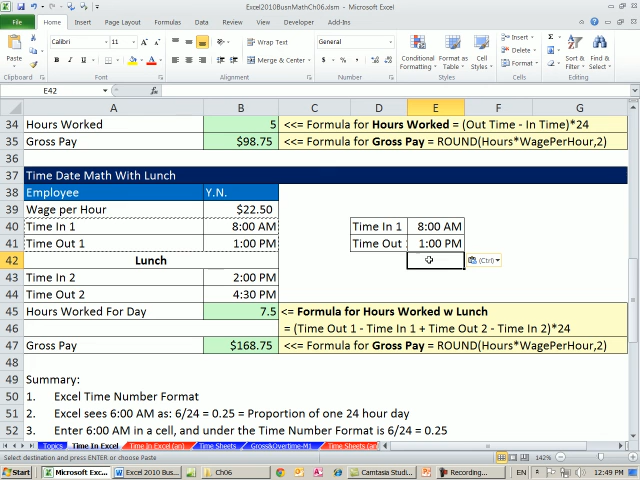 Excel2010BusnMathCh06.xlsm - Microsoft Excel
File Home Insert Page Layout Formulas Data Review View Developer Add-Ins
Calibri 11 Wrap Text General Insert
Paste Merge & Center Conditional Formatting Format as Table Cell Styles Delete Format Sort & Filter Find & Select
Clipboard Font Alignment Number Styles Cells Editing
E42
A B C D E F G
34 Hours Worked 5 <<= Formula for Hours Worked = (Out Time - In Time)*24
35 Gross Pay $98.75 <<= Formula for Gross Pay = ROUND(Hours*WagePerHour,2)
36
37 Time Date Math With Lunch
38 Employee Y.N.
39 Wage per Hour $22.50
40 Time In 1 8:00 AM Time In 1 8:00 AM
41 Time Out 1 1:00 PM Time Out 1:00 PM
42 Lunch (Ctrl)
43 Time In 2 2:00 PM
44 Time Out 2 4:30 PM
45 Hours Worked For Day 7.5 <= Formula for Hours Worked w Lunch
46 = (Time Out 1 - Time In 1 + Time Out 2 - Time In 2)*24
47 Gross Pay $168.75 <<= Formula for Gross Pay = ROUND(Hours*WagePerHour,2)
48
49 Summary:
50 1. Excel Time Number Format
51 2. Excel sees 6:00 AM as: 6/24 = 0.25 = Proportion of one 24 hour day
52 3. Enter 6:00 AM in a cell, and under the Time Number Format is 6/24 = 0.25
Topics Time In Excel Time In Excel (an) Time Sheets Gross&Overtime-M1 Time Sheets (an)
Select destination and press ENTER or choose Paste 142%
Start Microsoft Exc... Excel 2010 Bus... Ch06 Camtasia Studi... Recording... EN 12:49 PM